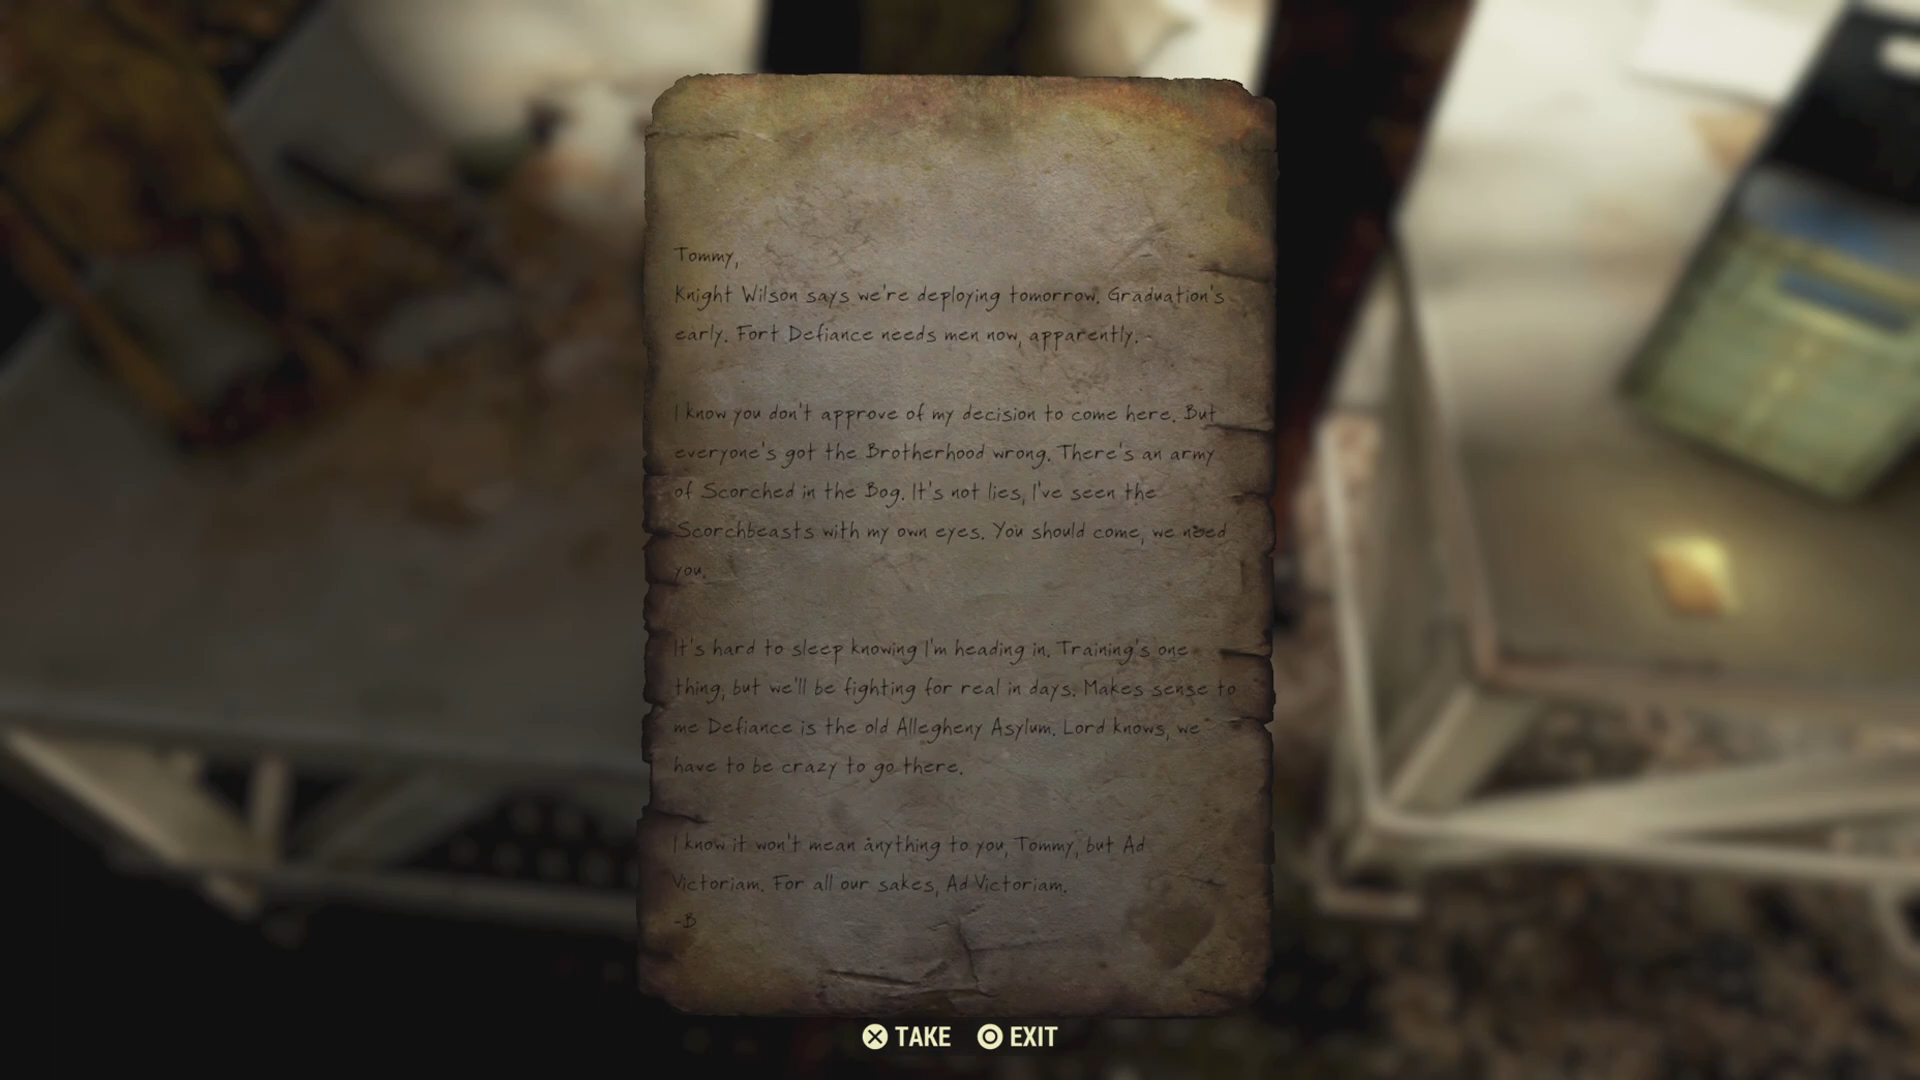 Tommy,
Knight Wilson says we're deploying tomorrow. Graduation's
early. Fort Defiance needs men now, apparently. -
I know you don't approve of my decision to come here. But
everyone's got the Brotherhood wrong. There's an army
of Scorched in the Bog. It's not lies, I've seen the
Scorchbeasts with my own eyes. You should come, we need
you.
It's hard to sleep knowing I'm heading in. Training's one
thing, but we'll be fighting for real in days. Makes sense to
me Defiance is the old Allegheny Asylum. Lord knows, we
have to be crazy to go there.
I know it won't mean anything to you, Tommy, but Ad
Victoriam. For all our sakes, Ad Victoriam.
-B
TAKE EXIT